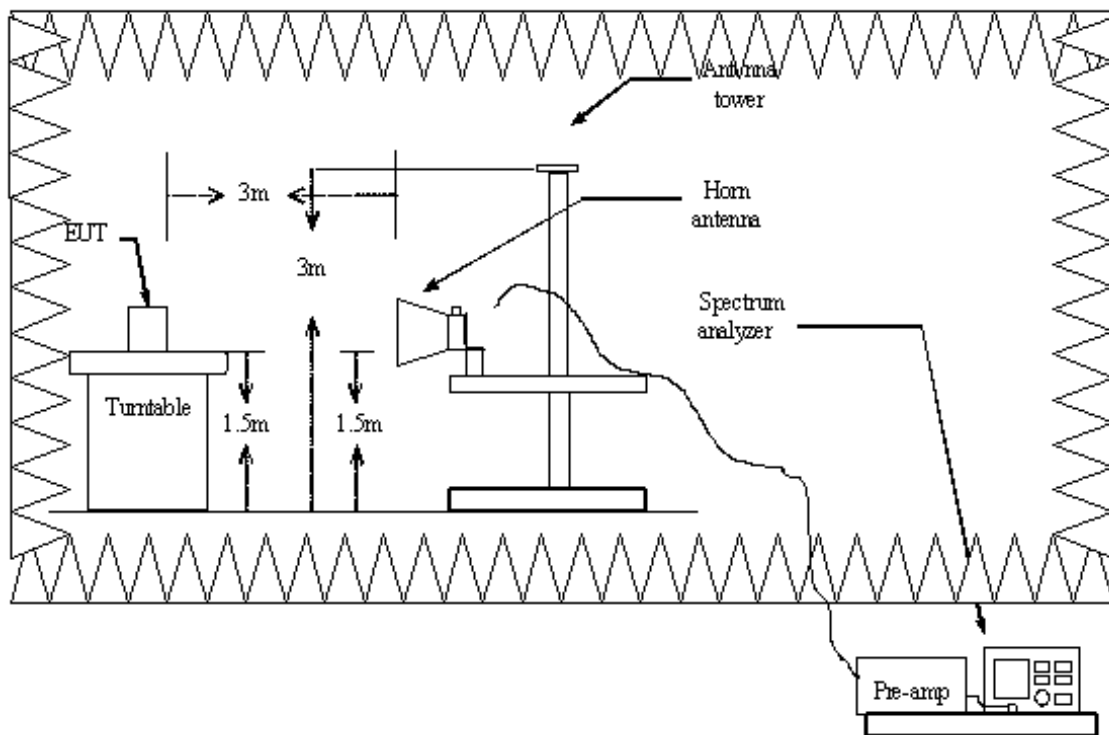 Antenna
tower
3m
Horn
antenna
EUT
3m
Spectrum
analyzer
Turntable
1.5m
1.5m
Pre-amp